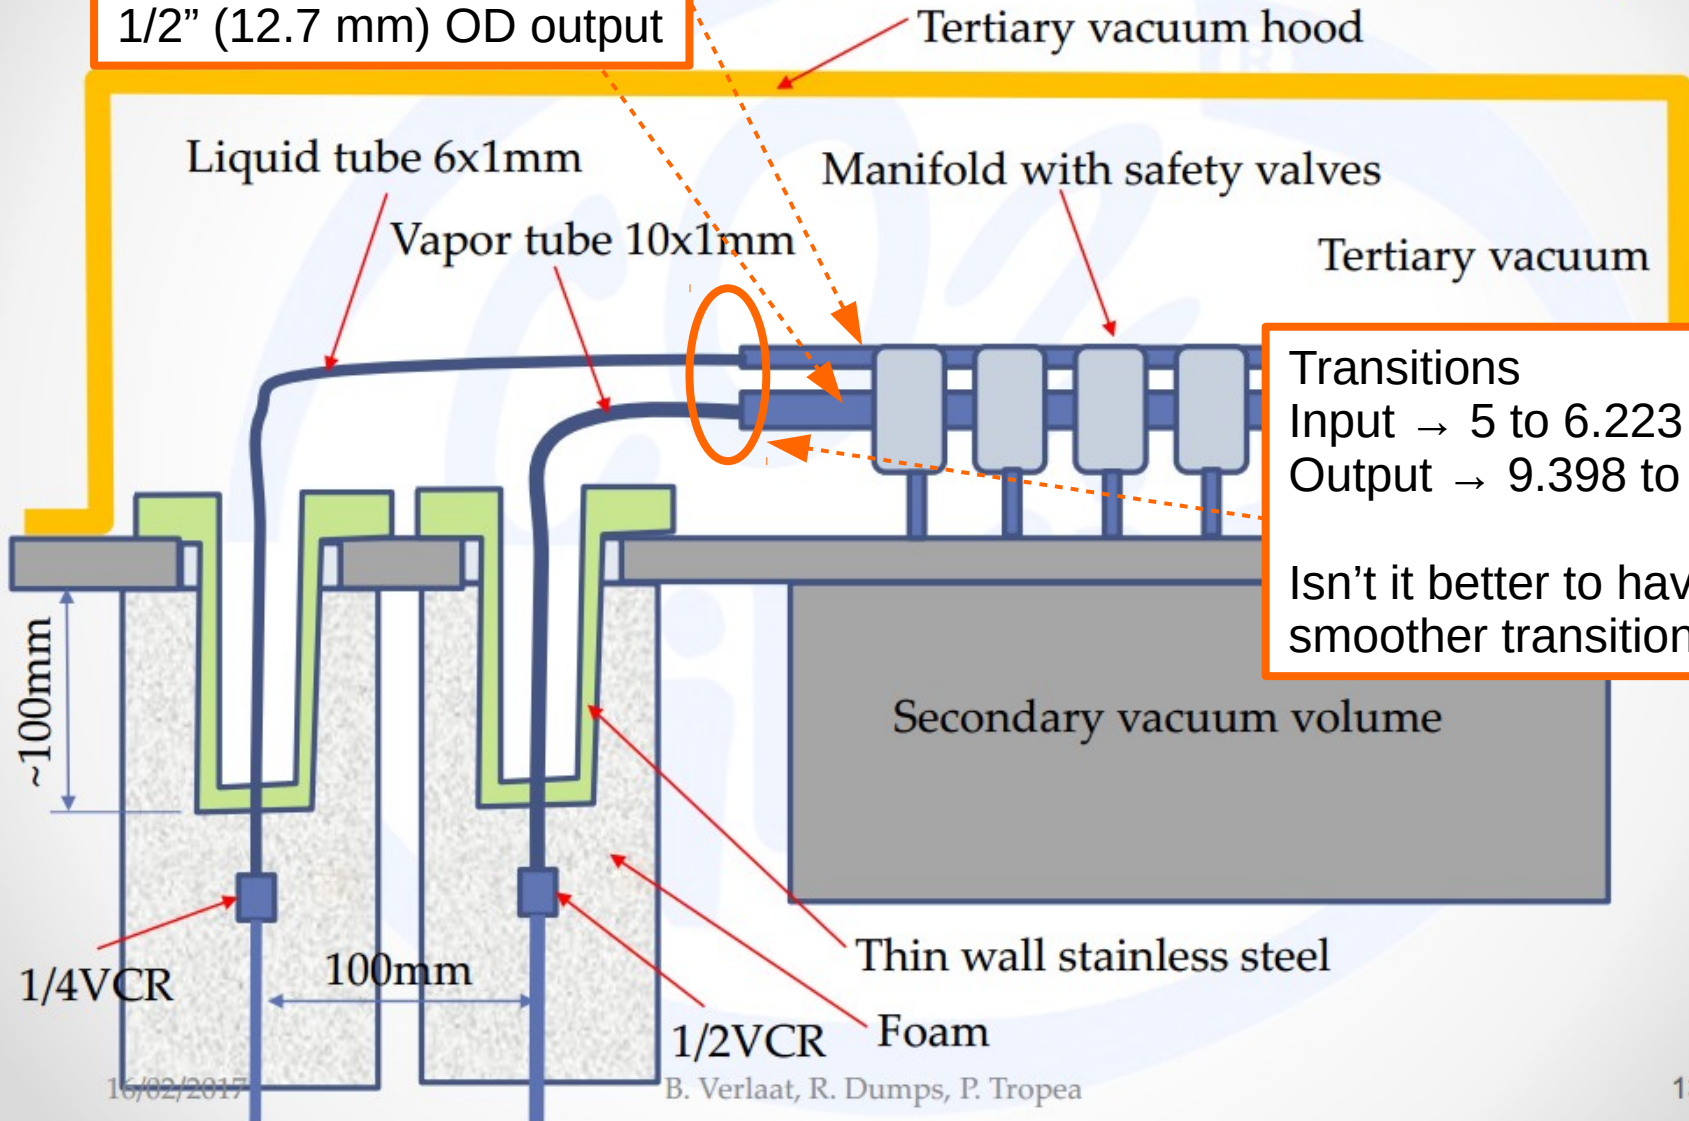 1/2” (12.7 mm) OD output
Tertiary vacuum hood
Liquid tube 6x1mm
Manifold with safety valves
Vapor tube 10x1mm
Tertiary vacuum
Transitions
Input → 5 to 6.223
Output → 9.398 to
Isn’t it better to hav
smoother transition
~100mm
Secondary vacuum volume
Thin wall stainless steel
1/4VCR
100mm
1/2VCR
Foam
16/02/2017
B. Verlaat, R. Dumps, P. Tropea